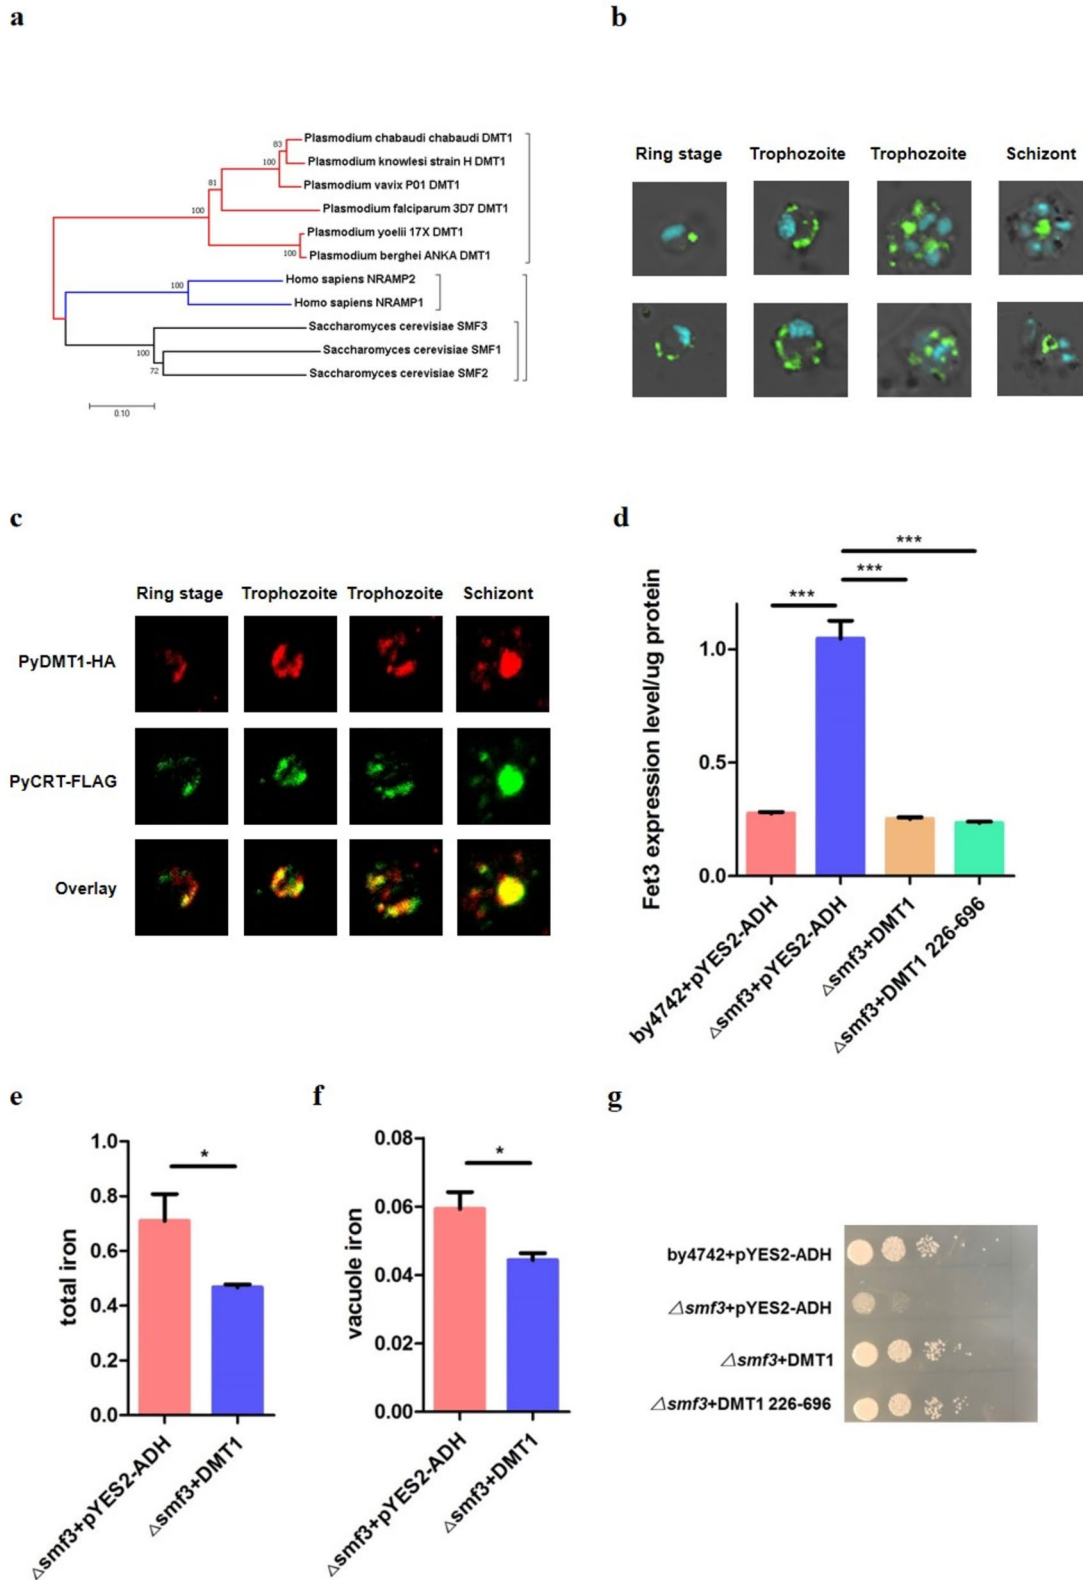 a
83
Plasmodium chabaudi chabaudi DMT1
100
Plasmodium knowlesi strain H DMT1
81
Plasmodium vavix P01 DMT1
100
Plasmodium falciparum 3D7 DMT1
Plasmodium yoelii 17X DMT1
100
Plasmodium berghei ANKA DMT1
100
Homo sapiens NRAMP2
Homo sapiens NRAMP1
Saccharomyces cerevisiae SMF3
100
Saccharomyces cerevisiae SMF1
72
Saccharomyces cerevisiae SMF2
0.10
b
Ring stage Trophozoite Trophozoite Schizont
c
Ring stage Trophozoite Trophozoite Schizont
PyDMT1-HA
PyCRT-FLAG
Overlay
d
Fet3 expression level/ug protein
***
***
***
1.0
0.5
0.0
by4742+pYES2-ADH
△smf3+pYES2-ADH
△smf3+DMT1
△smf3+DMT1 226-696
e
total iron
1.0
0.8
0.6
0.4
0.2
0.0
*
△smf3+pYES2-ADH
△smf3+DMT1
f
vacuole iron
0.08
0.06
0.04
0.02
0.00
*
△smf3+pYES2-ADH
△smf3+DMT1
g
by4742+pYES2-ADH
△smf3+pYES2-ADH
△smf3+DMT1
△smf3+DMT1 226-696